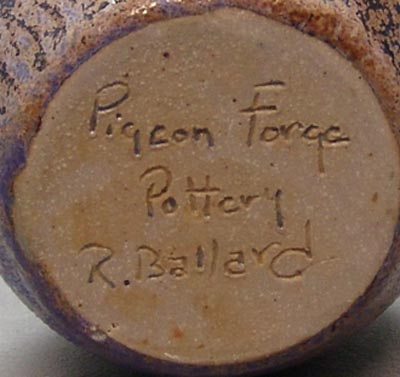 Pigeon Forge
Pottery
R. Ballard